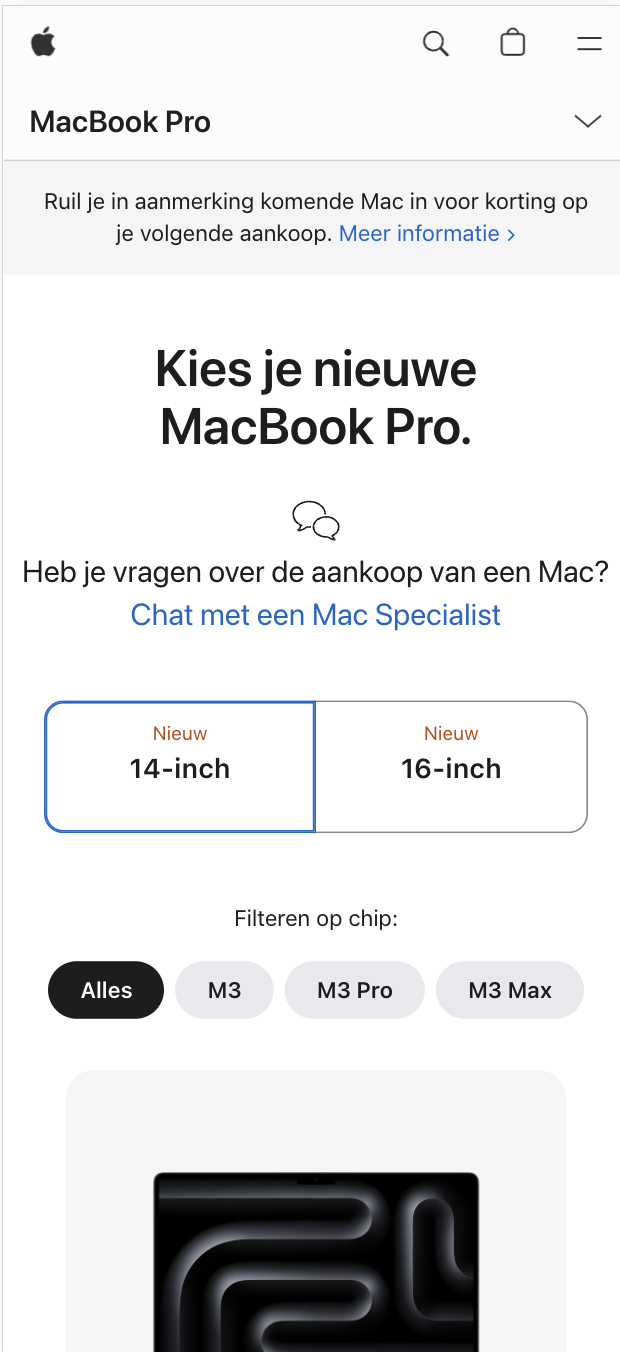 MacBook Pro
Ruil je in aanmerking komende Mac in voor korting op
je volgende aankoop. Meer informatie >
Kies je nieuwe
MacBook Pro.
Heb je vragen over de aankoop van een Mac?
Chat met een Mac Specialist
Nieuw
14-inch
Nieuw
16-inch
Filteren op chip:
Alles
M3
M3 Pro
M3 Max